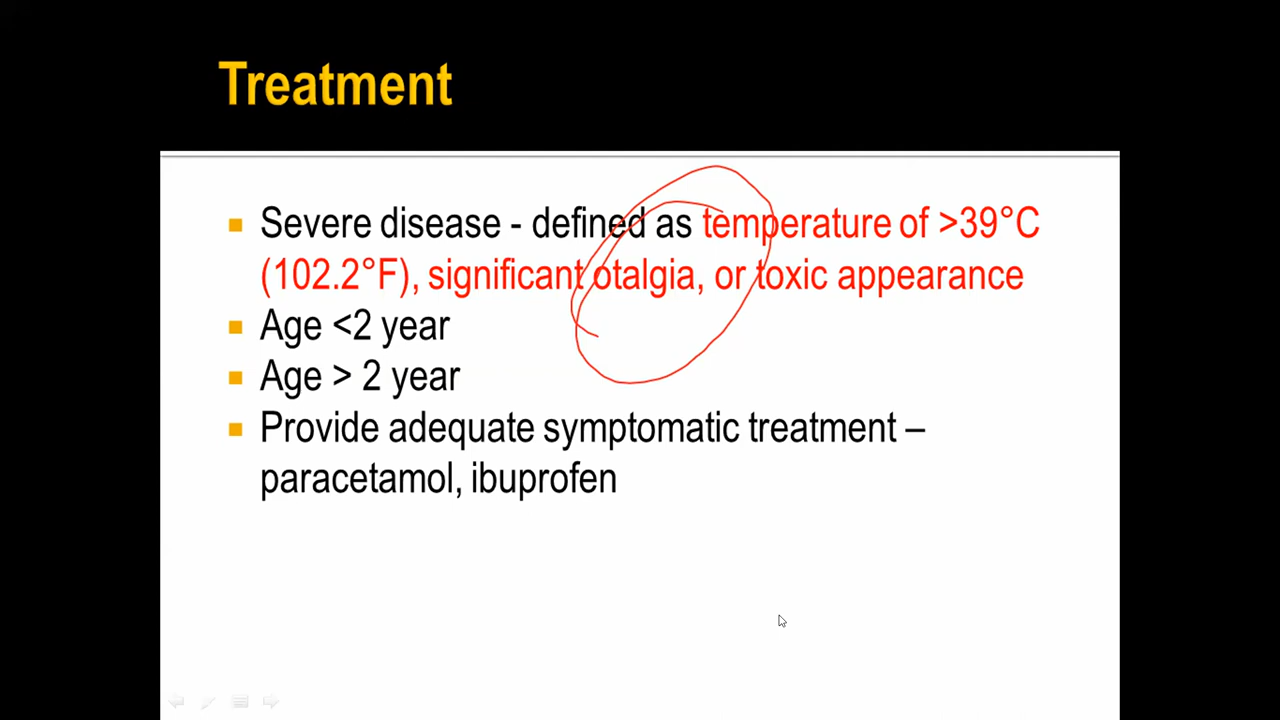 Treatment
Severe disease - defined as temperature of >39°C
(102.2°F), significant otalgia, or toxic appearance
Age <2 year
Age > 2 year
Provide adequate symptomatic treatment –
paracetamol, ibuprofen